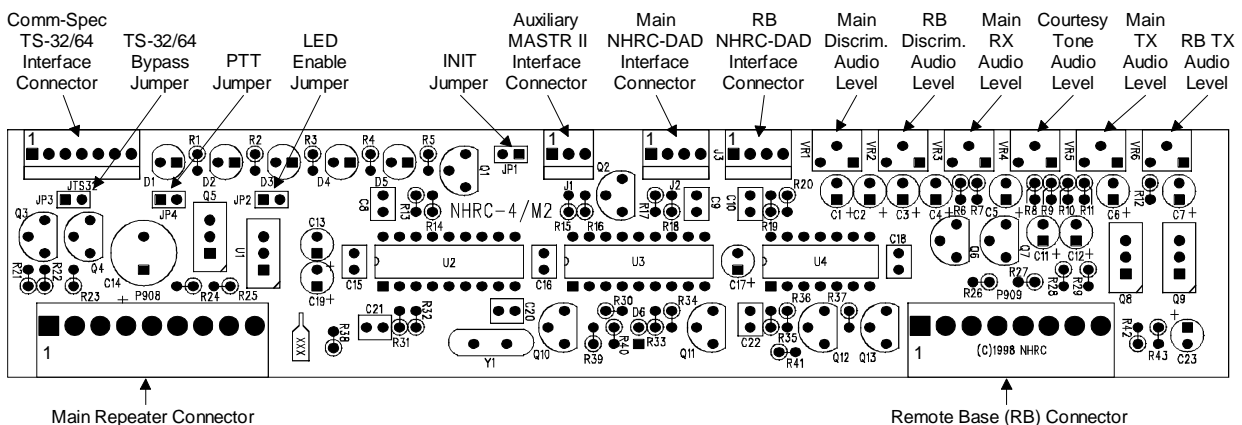 Comm-Spec
TS-32/64
Interface
Connector
TS-32/64
Bypass
Jumper
PTT
Jumper
LED
Enable
Jumper
INIT
Jumper
Auxiliary
MASTR II
Interface
Connector
Main
NHRC-DAD
Interface
Connector
RB
NHRC-DAD
Interface
Connector
Main
Discrim.
Audio
Level
RB
Discrim.
Audio
Level
Main
RX
Audio
Level
Courtesy
Tone
Audio
Level
Main
TX
Audio
Level
RB TX
Audio
Level
1
R1
R2
R3
R4
R5
Q1
JP1
1
Q2
1
1
J3
VR1
VR2
VR3
VR4
VR5
VR6
JTS32
D1
D2
D3
D4
D5
J1
J2
R20
JP3
JP4
Q5
JP2
C8
R13
R14
NHRC-4/M2
R15
R16
R17
R18
C9
C10
R19
C1 +
C2 +
C3 +
C4 +
R6
R7
C5
R8
R9
R10
R11
C6 +
R12
C7 +
Q3
Q4
C13
U1
C15
U2
C16
U3
C17 +
U4
C18
Q6
Q7
C11 +
C12 +
R21
R22
R23
C14
+
P908
R24
R25
C19 +
R26
R27
P909
R28
R29
Q8
Q9
1
XXX
R38
C21
R31
R32
C20
Y1
Q10
R30
R39
R40
D6
R33
R34
Q11
C22
R36
R35
R41
R37
Q12
Q13
1
(C)1998 NHRC
R42
R43
+
C23
Main Repeater Connector
Remote Base (RB) Connector